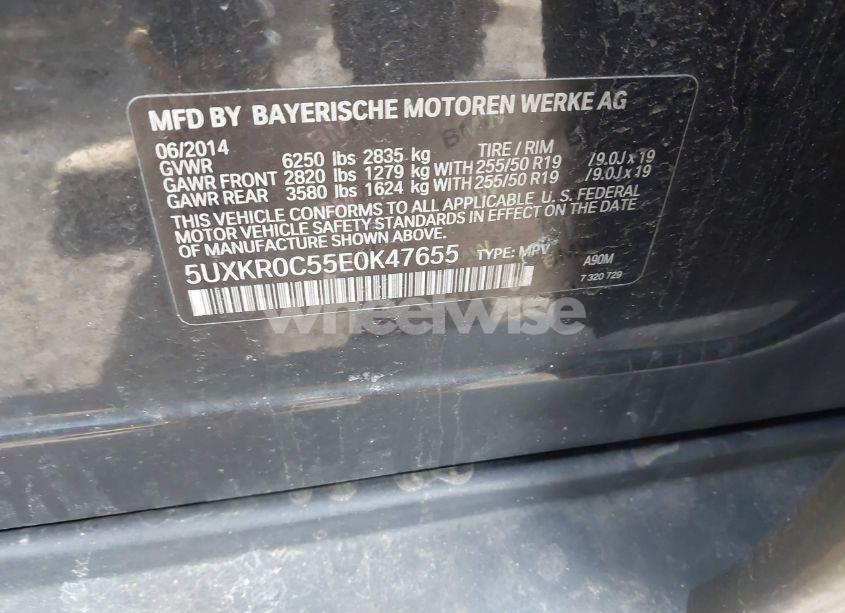 MFD BY BAYERISCHE MOTOREN WERKE AG
06/2014 TIRE / RIM
GVWR 6250 lbs 2835 kg
GAWR FRONT 2820 lbs 1279 kg WITH 255/50 R19 /9.0J x 19
GAWR REAR 3580 lbs 1624 kg WITH 255/50 R19 /9.0J x 19
THIS VEHICLE CONFORMS TO ALL APPLICABLE U. S. FEDERAL
MOTOR VEHICLE SAFETY STANDARDS IN EFFECT ON THE DATE
OF MANUFACTURE SHOWN ABOVE.
5UXKR0C55E0K47655 TYPE: MPV A90M
7 320 729
wheelwise